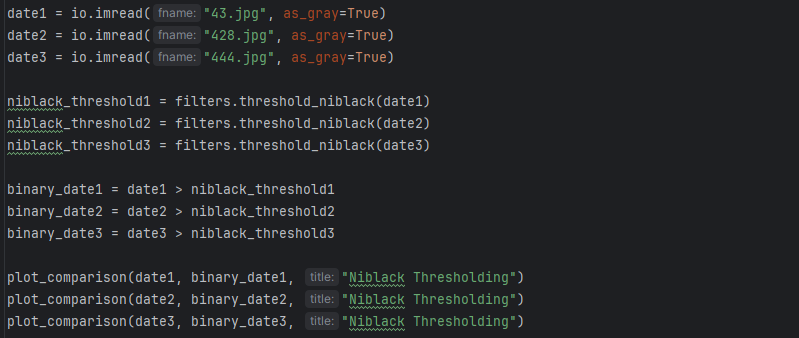 date1 = io.imread( fname: "43.jpg", as_gray=True)
date2 = io.imread( fname: "428.jpg", as_gray=True)
date3 = io.imread( fname: "444.jpg", as_gray=True)
niblack_threshold1 = filters.threshold_niblack(date1)
niblack_threshold2 = filters.threshold_niblack(date2)
niblack_threshold3 = filters.threshold_niblack(date3)
binary_date1 = date1 > niblack_threshold1
binary_date2 = date2 > niblack_threshold2
binary_date3 = date3 > niblack_threshold3
plot_comparison(date1, binary_date1, title: "Niblack Thresholding")
plot_comparison(date2, binary_date2, title: "Niblack Thresholding")
plot_comparison(date3, binary_date3, title: "Niblack Thresholding")